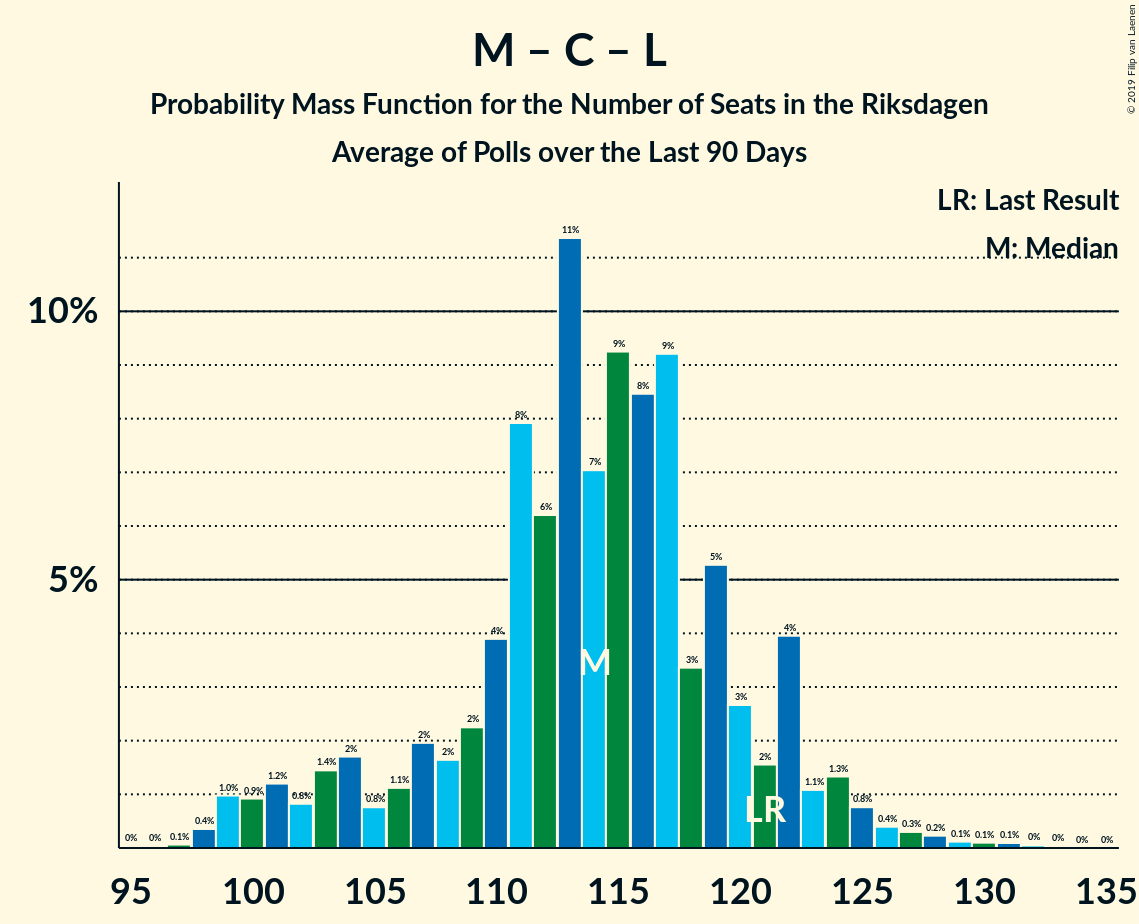 M – C – L
Probability Mass Function for the Number of Seats in the Riksdagen
Average of Polls over the Last 90 Days
© 2019 Filip van Laenen
LR: Last Result
M: Median
10%
5%
0% 0% 0.1% 0.4% 1.0% 0.9% 1.2% 0.8% 1.4% 2% 0.8% 1.1% 2% 2% 2% 4% 8% 6% 11% 7% 9% 8% 9% 3% 5% 3% 2% 4% 1.1% 1.3% 0.8% 0.4% 0.3% 0.2% 0.1% 0.1% 0.1% 0% 0% 0% 0%
M
LR
95 100 105 110 115 120 125 130 135